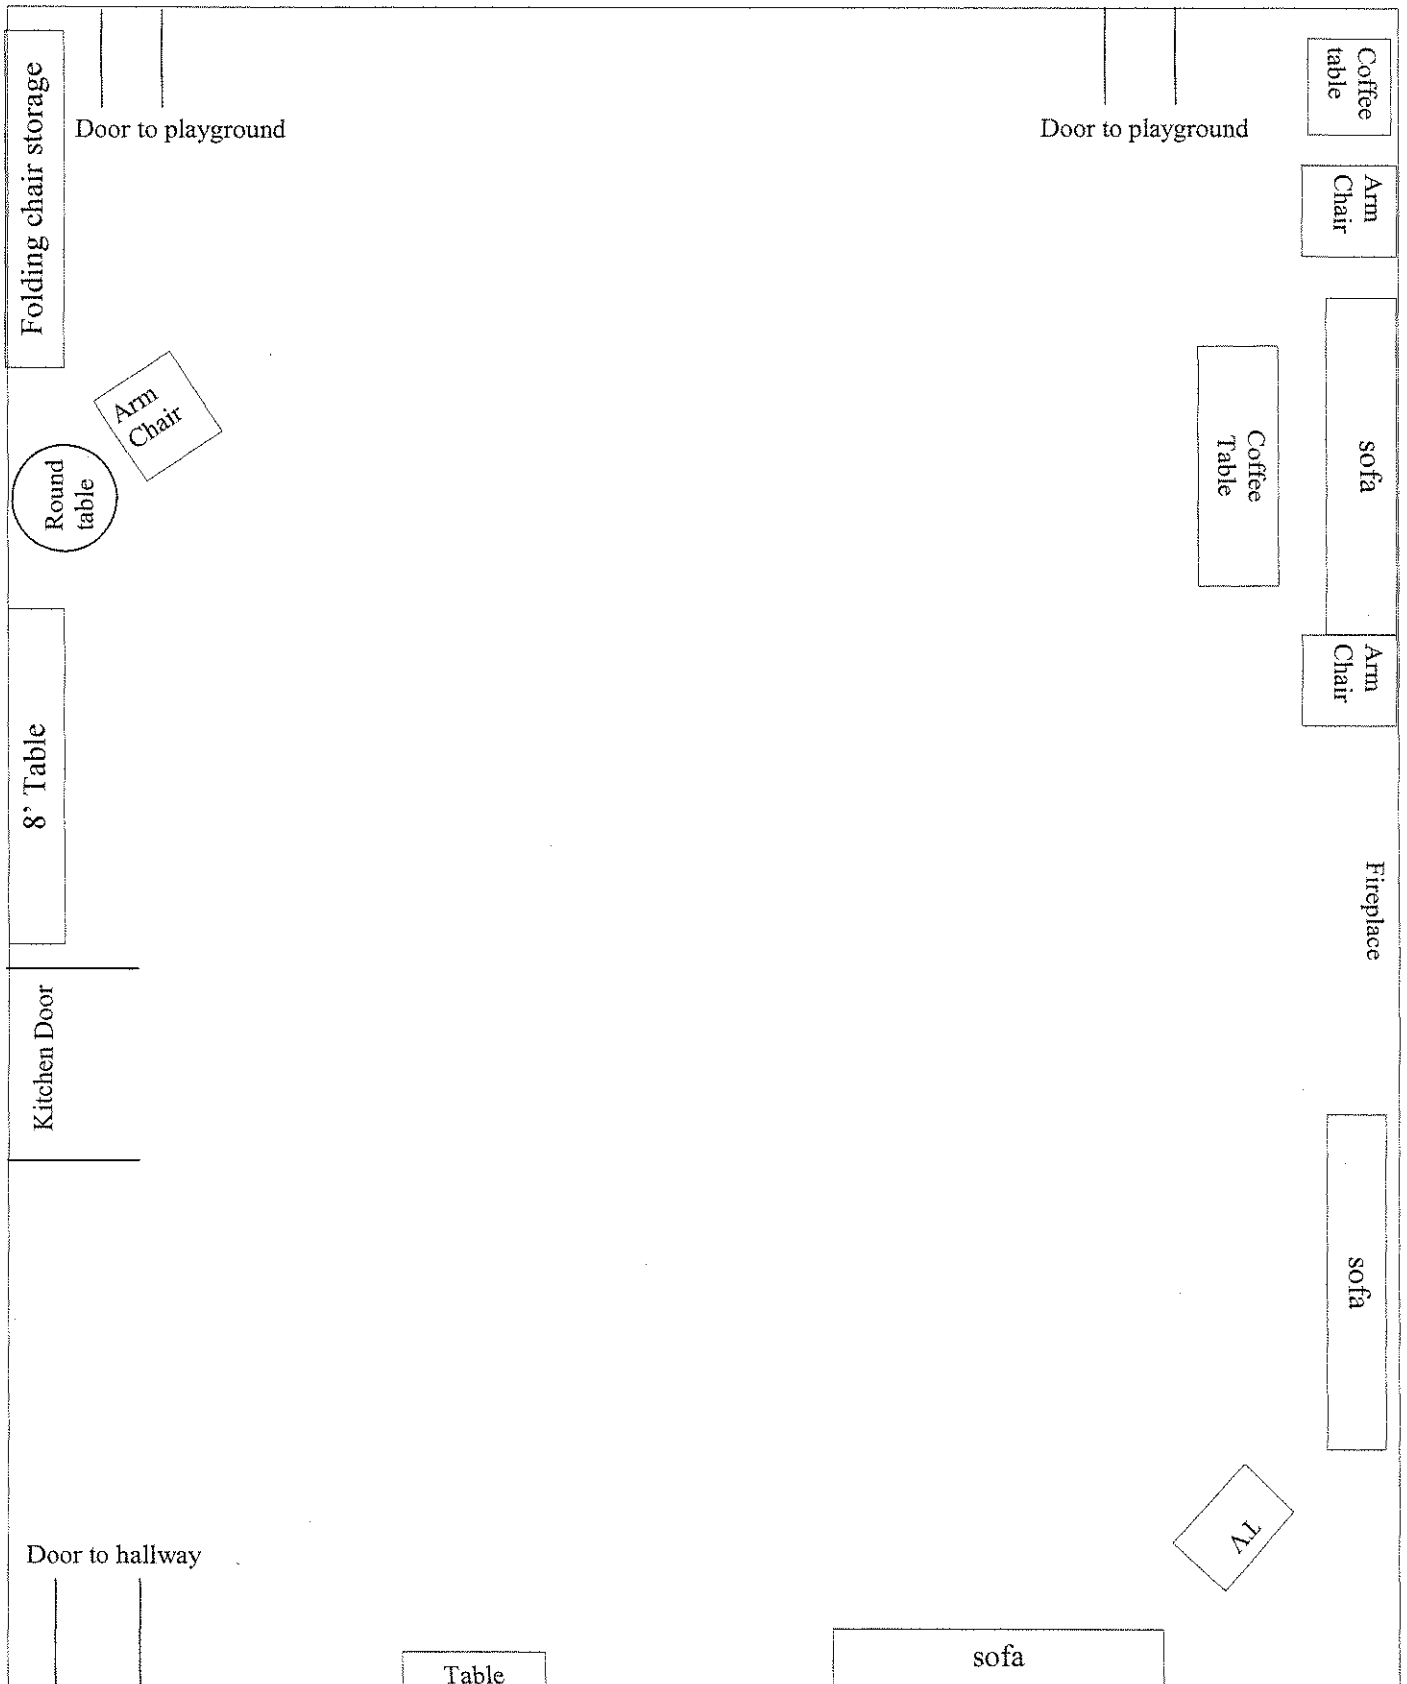 Folding chair storage
Door to playground
Door to playground
Coffee
table
Arm
Chair
Arm
Chair
Round
table
Coffee
Table
sofa
Arm
Chair
8' Table
Fireplace
Kitchen Door
sofa
TV
Door to hallway
Table
sofa